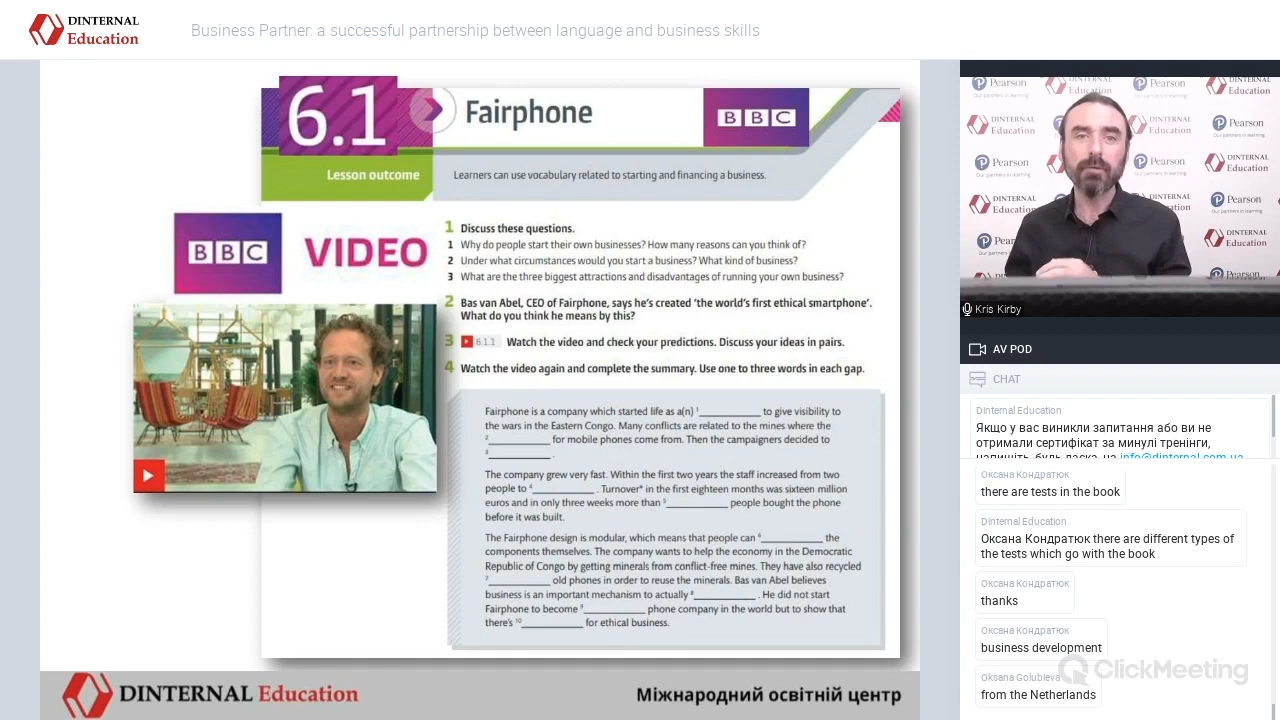 DINTERNAL
Education
Business Partner: a successful partnership between language and business skills
6.1
Fairphone
BBC
Lesson outcome
Learners can use vocabulary related to starting and financing a business.
BBC VIDEO
1 Discuss these questions.
1 Why do people start their own businesses? How many reasons can you think of?
2 Under what circumstances would you start a business? What kind of business?
3 What are the three biggest attractions and disadvantages of running your own business?
2 Bas van Abel, CEO of Fairphone, says he's created 'the world's first ethical smartphone'.
What do you think he means by this?
3 6.1.1 Watch the video and check your predictions. Discuss your ideas in pairs.
4 Watch the video again and complete the summary. Use one to three words in each gap.
Fairphone is a company which started life as a(n) 1____________ to give visibility to
the wars in the Eastern Congo. Many conflicts are related to the mines where the
2____________ for mobile phones come from. Then the campaigners decided to
3____________ .
The company grew very fast. Within the first two years the staff increased from two
people to 4____________ . Turnover* in the first eighteen months was sixteen million
euros and in only three weeks more than 5____________ people bought the phone
before it was built.
The Fairphone design is modular, which means that people can 6____________ the
components themselves. The company wants to help the economy in the Democratic
Republic of Congo by getting minerals from conflict-free mines. They have also recycled
7____________ old phones in order to reuse the minerals. Bas van Abel believes
business is an important mechanism to actually 8____________ . He did not start
Fairphone to become 9____________ phone company in the world but to show that
there's 10____________ for ethical business.
DINTERNAL Education
Міжнародний освітній центр
Pearson
Our partners in learning
DINTERNAL
Education
Kris Kirby
AV POD
CHAT
Dinternal Education
Якщо у вас виникли запитання або ви не
отримали сертифікат за минулі тренінги,
напишіть, будь ласка, на info@dinternal.com.ua
Оксана Кондратюк
there are tests in the book
Dinternal Education
Оксана Кондратюк there are different types of
the tests which go with the book
Оксана Кондратюк
thanks
Оксана Кондратюк
business development
Oksana Golubieva
from the Netherlands
ClickMeeting